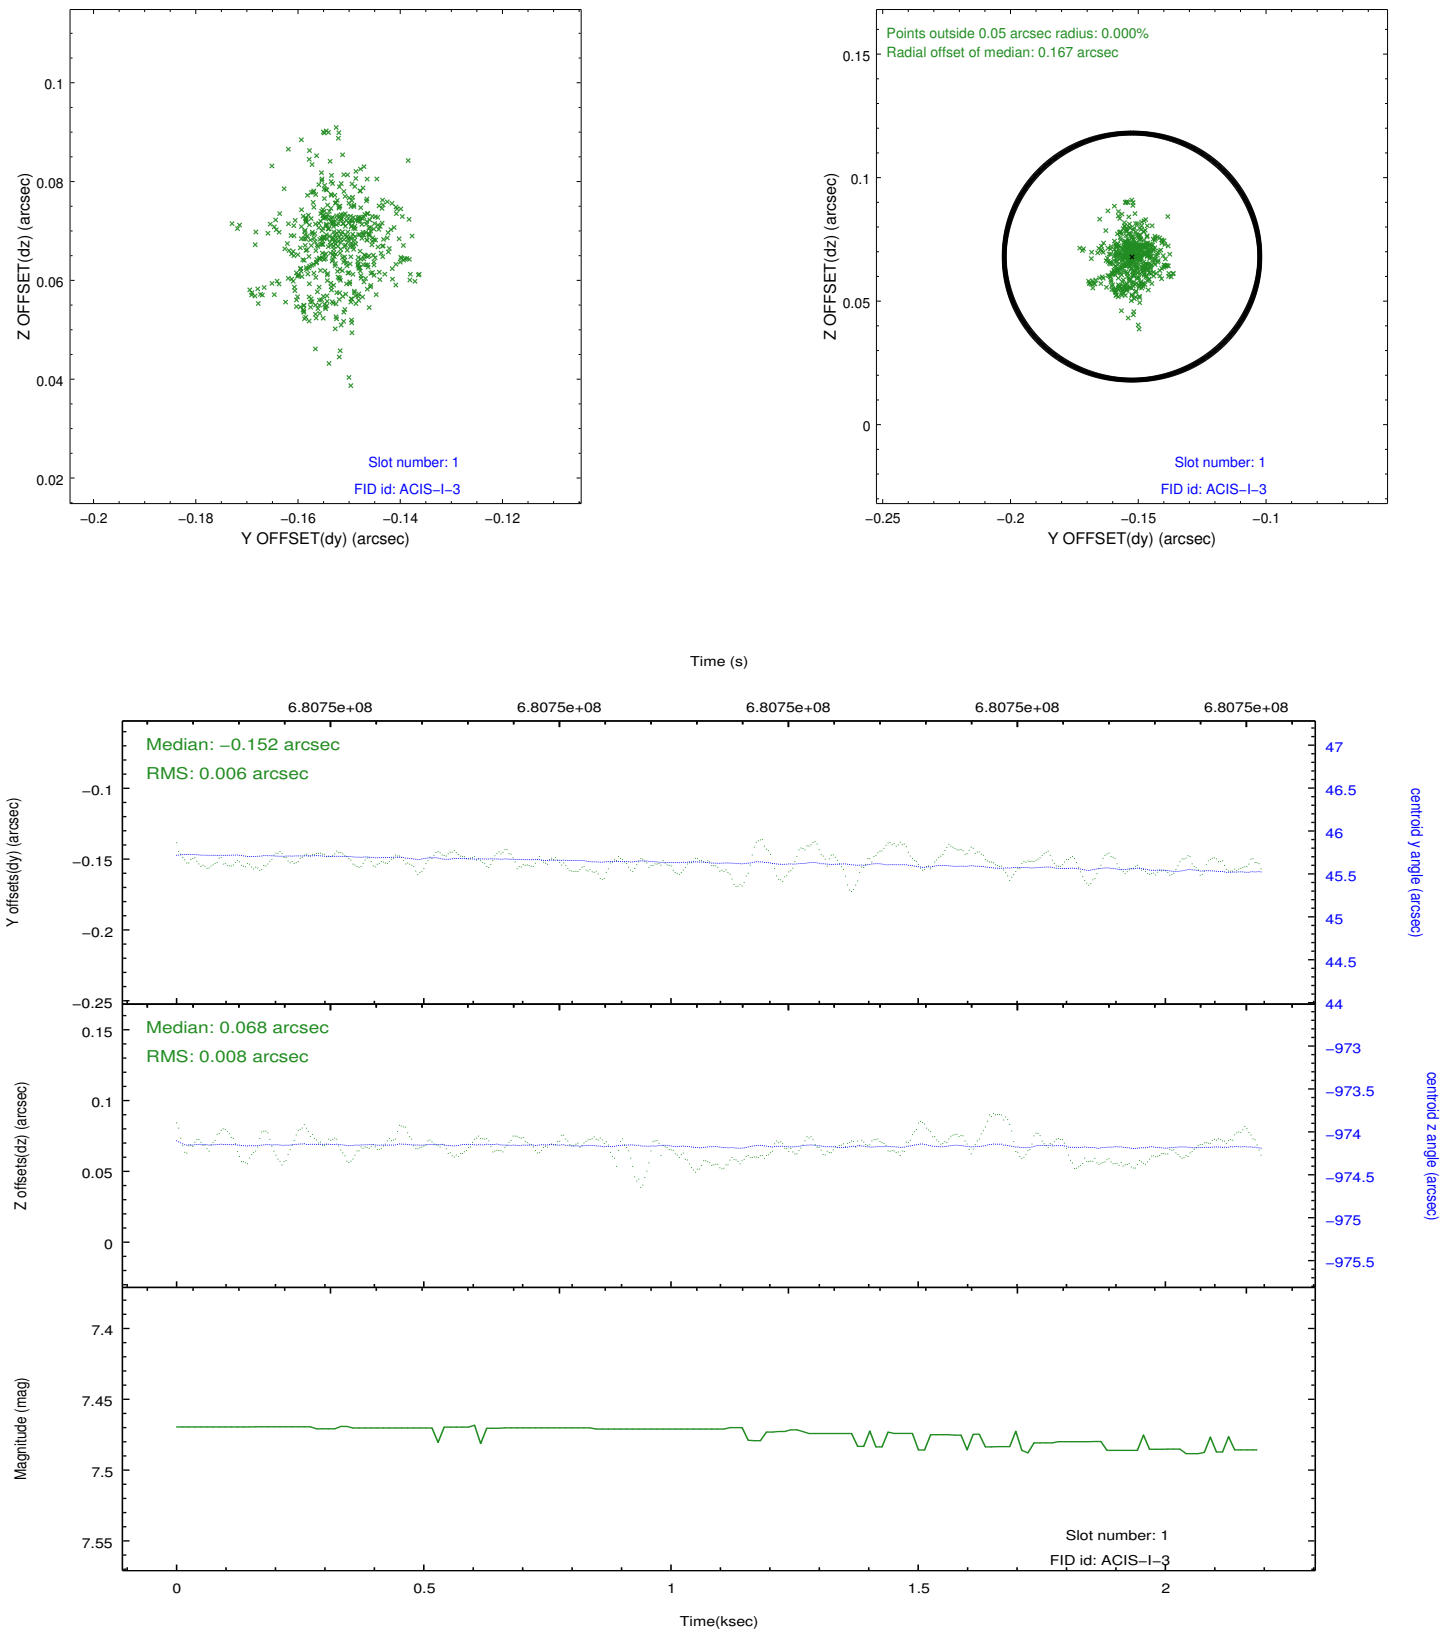 0.1
0.08
0.06
0.04
0.02
Z OFFSET(dz) (arcsec)
Slot number: 1
FID id: ACIS−I−3
−0.2
−0.18
−0.16
−0.14
−0.12
Y OFFSET(dy) (arcsec)
Points outside 0.05 arcsec radius: 0.000%
Radial offset of median: 0.167 arcsec
0.15
0.1
0.05
0
Z OFFSET(dz) (arcsec)
Slot number: 1
FID id: ACIS−I−3
−0.25
−0.2
−0.15
−0.1
Y OFFSET(dy) (arcsec)
Time (s)
6.8075e+08
6.8075e+08
6.8075e+08
6.8075e+08
6.8075e+08
Median: −0.152 arcsec
RMS: 0.006 arcsec
−0.1
−0.15
−0.2
−0.25
Y offsets(dy) (arcsec)
47
46.5
46
45.5
45
44.5
44
centroid y angle (arcsec)
Median: 0.068 arcsec
RMS: 0.008 arcsec
0.15
0.1
0.05
0
Z offsets(dz) (arcsec)
−973
−973.5
−974
−974.5
−975
−975.5
centroid z angle (arcsec)
7.4
7.45
7.5
7.55
Magnitude (mag)
Slot number: 1
FID id: ACIS−I−3
0
0.5
1
1.5
2
Time(ksec)